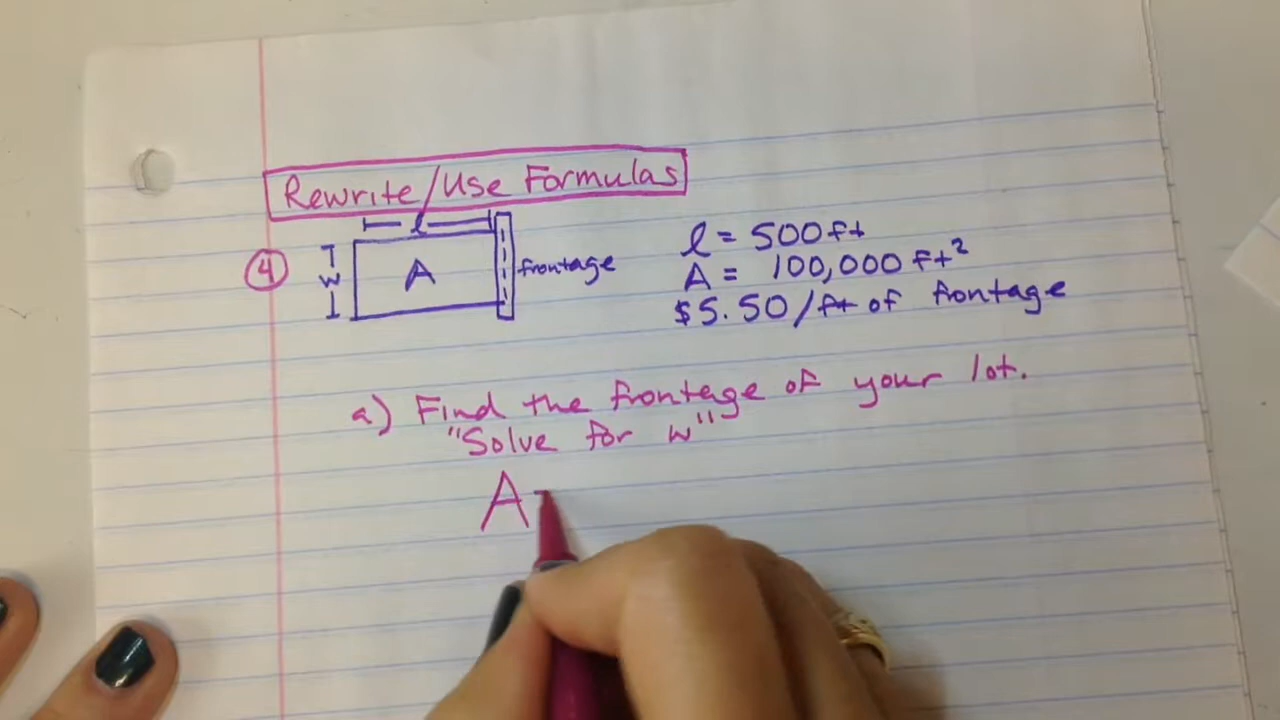 Rewrite/Use Formulas
l
4 W A frontage
l = 500 ft
A = 100,000 ft²
$5.50/ft of frontage
a) Find the frontage of your lot.
"Solve for w"
A=